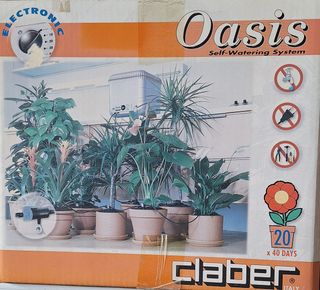 ELECTRONIC
Oasis
Self-Watering System
20
x 40 DAYS
claber®
ITALY